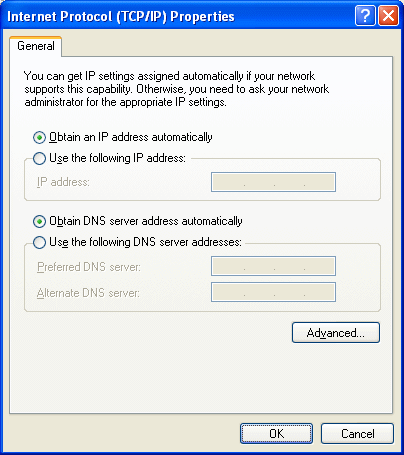 Internet Protocol (TCP/IP) Properties
General
You can get IP settings assigned automatically if your network
supports this capability. Otherwise, you need to ask your network
administrator for the appropriate IP settings.
Obtain an IP address automatically
Use the following IP address:
IP address:
Obtain DNS server address automatically
Use the following DNS server addresses:
Preferred DNS server:
Alternate DNS server:
Advanced...
OK
Cancel